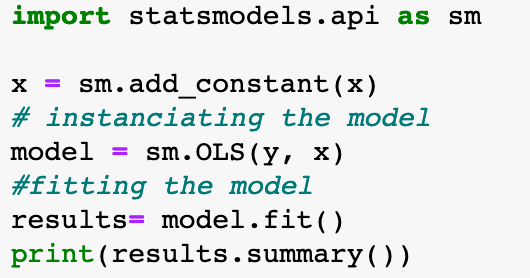 import statsmodels.api as sm
x = sm.add_constant(x)
# instanciating the model
model = sm.OLS(y, x)
#fitting the model
results= model.fit()
print(results.summary())